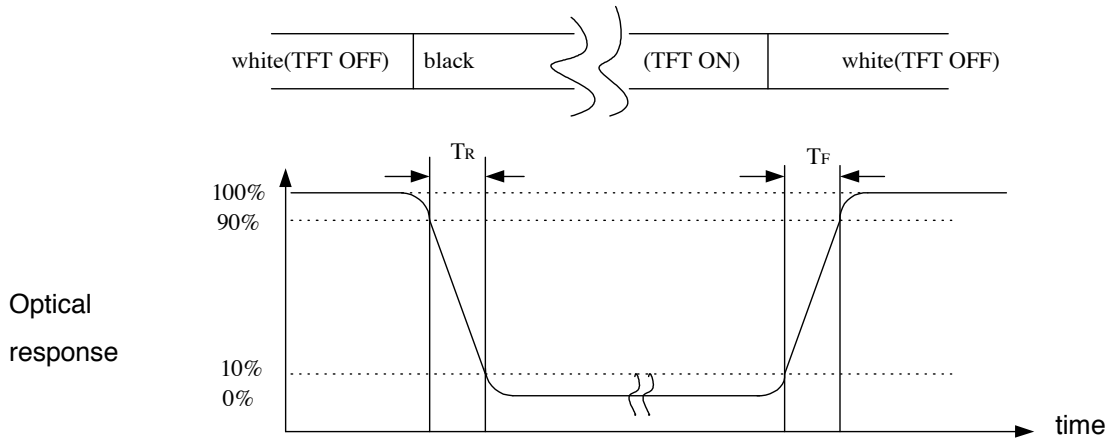 white(TFT OFF) black (TFT ON) white(TFT OFF)
TR TF
100%
90%
Optical
response
10%
0%
time